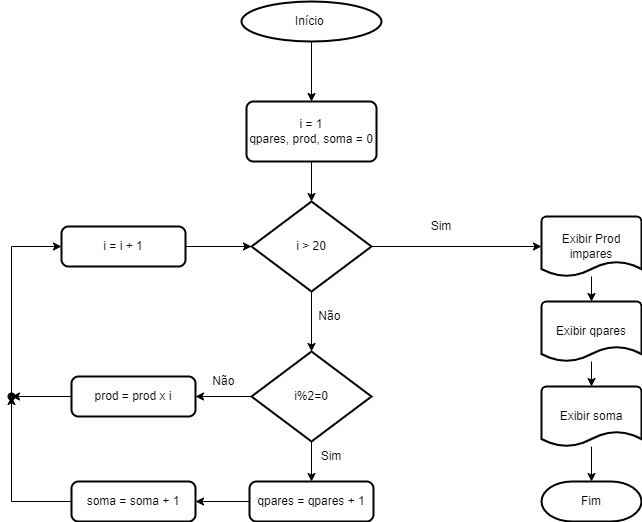 Início
i = 1
qpares, prod, soma = 0
i = i + 1
i > 20
Sim
Exibir Prod
impares
Não
Exibir qpares
Não
prod = prod x i
i%2=0
Exibir soma
Sim
soma = soma + 1
qpares = qpares + 1
Fim